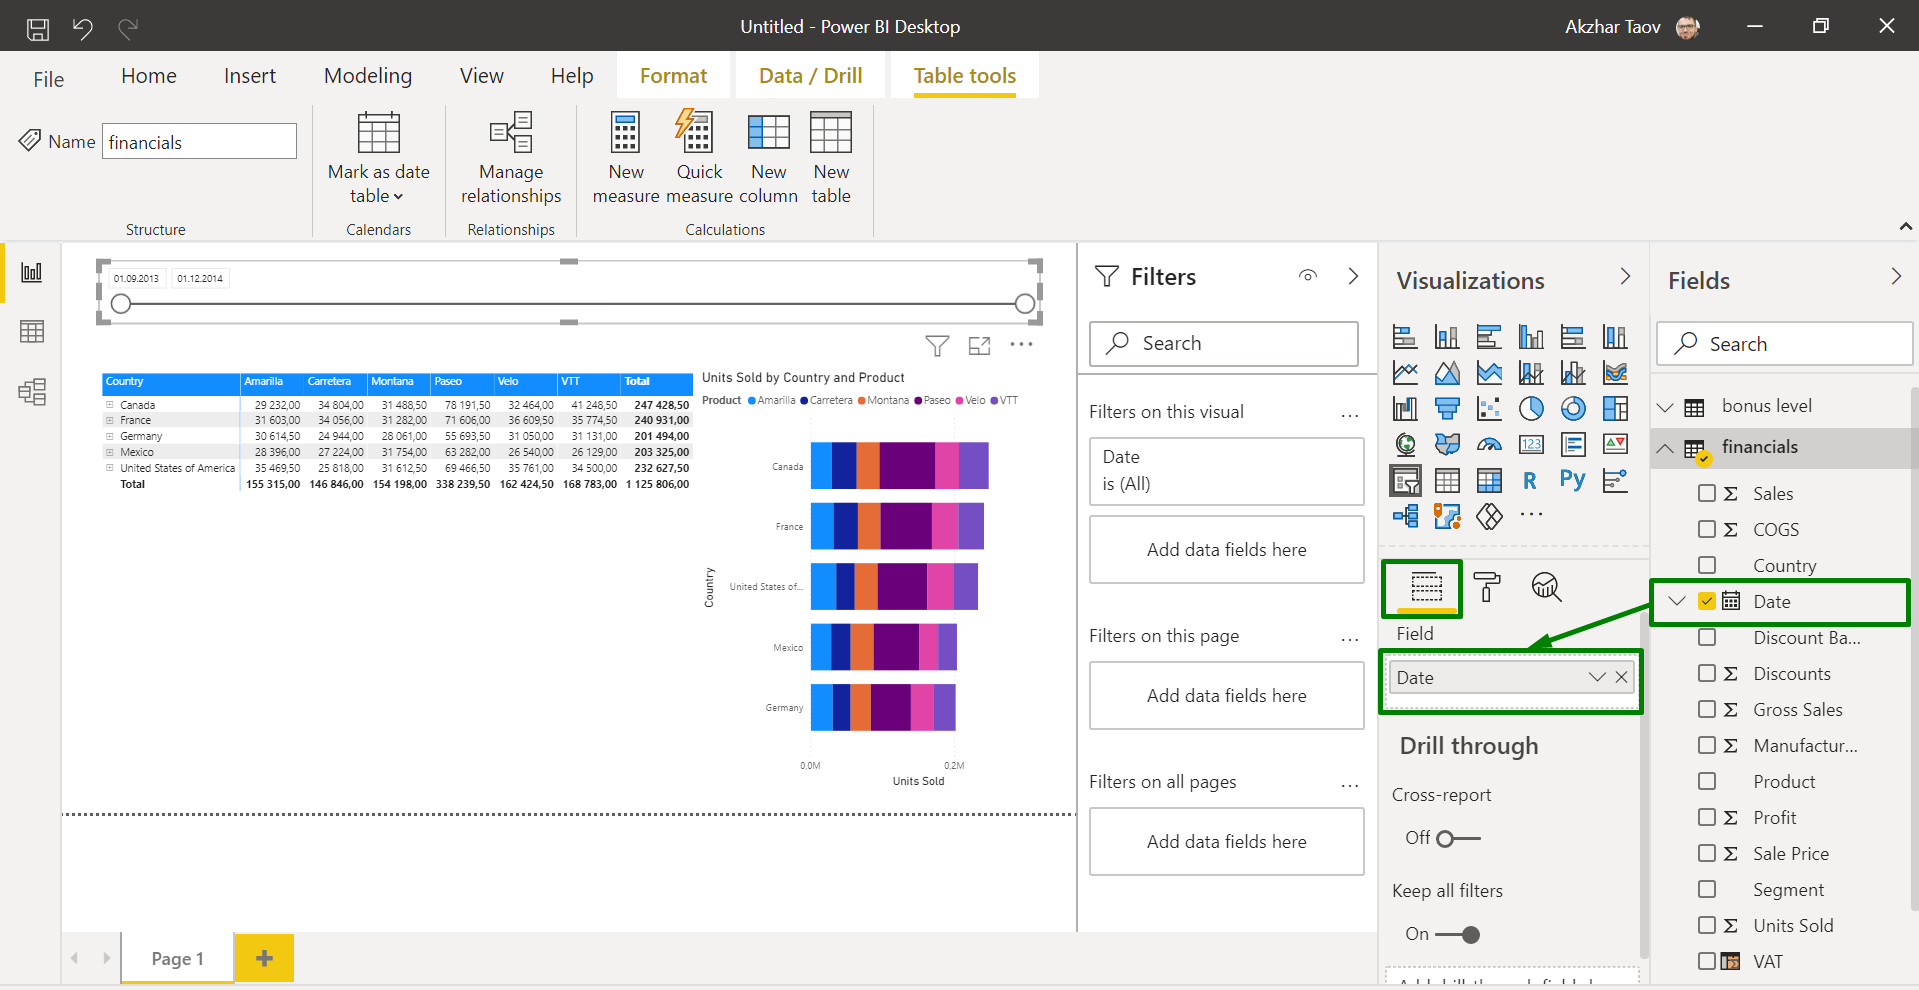 Untitled - Power BI Desktop
Akzhar Taov
File
Home
Insert
Modeling
View
Help
Format
Data / Drill
Table tools
Name
financials
Structure
Mark as date
table
Calendars
Manage
relationships
Relationships
New
measure
Quick
measure
New
column
New
table
Calculations
01.09.2013
01.12.2014
Country Amarilla Carretera Montana Paseo Velo VTT Total
Canada 29 232,00 34 804,00 31 488,50 78 191,50 32 464,00 41 248,50 247 428,50
France 31 603,00 34 056,00 31 282,00 71 606,00 36 609,50 35 774,50 240 931,00
Germany 30 614,50 24 944,00 28 061,00 55 693,50 31 050,00 31 131,00 201 494,00
Mexico 28 396,00 27 224,00 31 754,00 63 282,00 26 540,00 26 129,00 203 325,00
United States of America 35 469,50 25 818,00 31 612,50 69 466,50 35 761,00 34 500,00 232 627,50
Total 155 315,00 146 846,00 154 198,00 338 239,50 162 424,50 168 783,00 1 125 806,00
Units Sold by Country and Product
Product Amarilla Carretera Montana Paseo Velo VTT
Country
Canada
France
United States of...
Mexico
Germany
0,0M
0,2M
Units Sold
Page 1
Filters
Search
Filters on this visual
...
Date
is (All)
Add data fields here
Filters on this page
...
Add data fields here
Filters on all pages
...
Add data fields here
Visualizations
123
R
Py
...
Field
Date
Drill through
Cross-report
Off
Keep all filters
On
Fields
Search
bonus level
financials
Σ Sales
Σ COGS
Country
Date
Discount Ba...
Σ Discounts
Σ Gross Sales
Σ Manufactur...
Product
Σ Profit
Σ Sale Price
Segment
Σ Units Sold
VAT